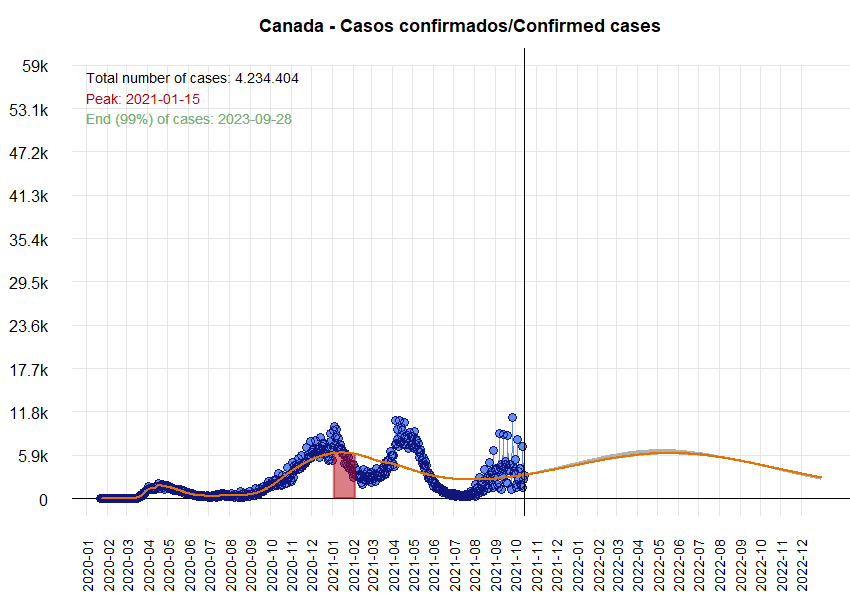 Canada - Casos confirmados/Confirmed cases
59k
Total number of cases: 4.234.404
Peak: 2021-01-15
End (99%) of cases: 2023-09-28
53.1k
47.2k
41.3k
35.4k
29.5k
23.6k
17.7k
11.8k
5.9k
0
2020-01
2020-02
2020-03
2020-04
2020-05
2020-06
2020-07
2020-08
2020-09
2020-10
2020-11
2020-12
2021-01
2021-02
2021-03
2021-04
2021-05
2021-06
2021-07
2021-08
2021-09
2021-10
2021-11
2021-12
2022-01
2022-02
2022-03
2022-04
2022-05
2022-06
2022-07
2022-08
2022-09
2022-10
2022-11
2022-12